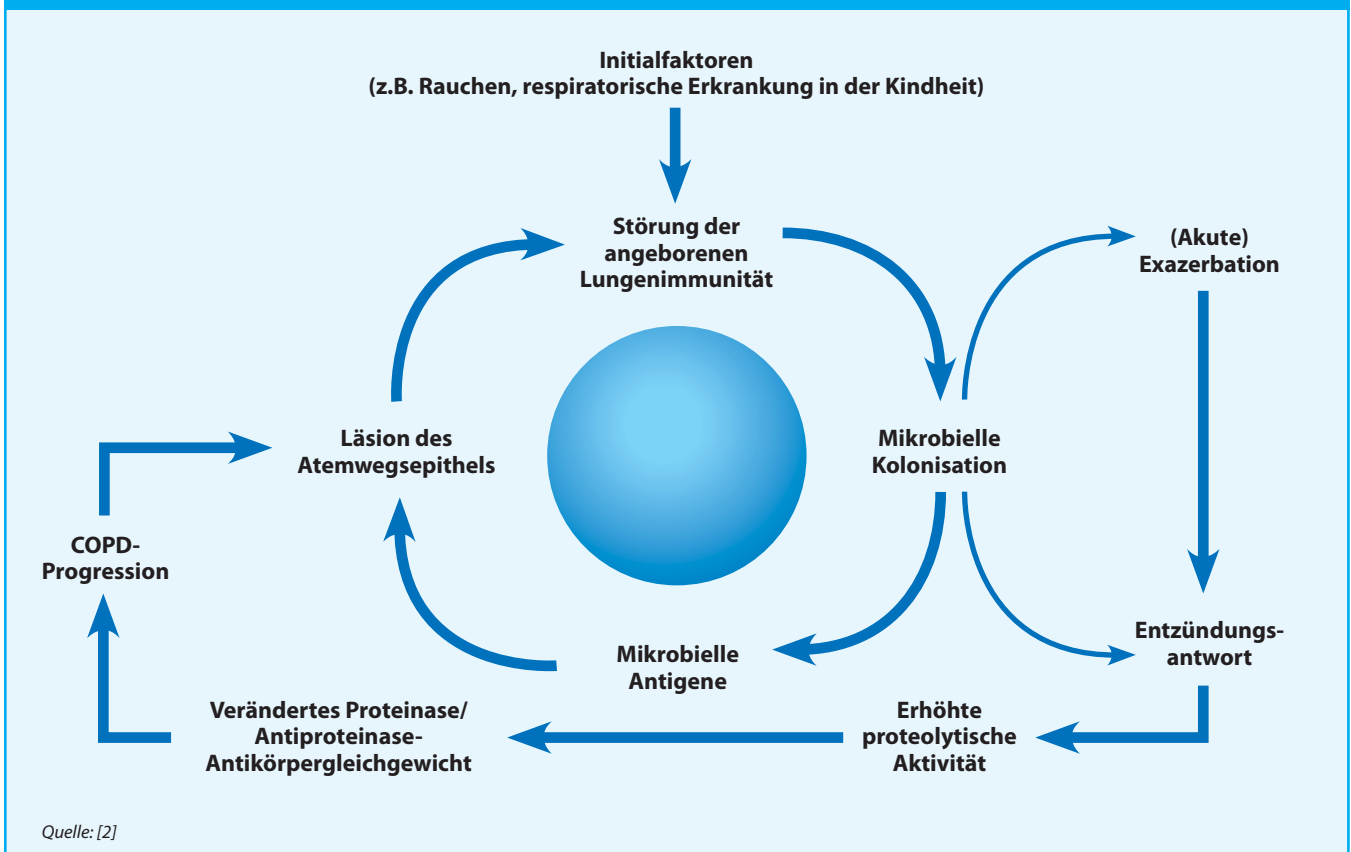 Initialfaktoren
(z.B. Rauchen, respiratorische Erkrankung in der Kindheit)
Störung der
angeborenen
Lungenimmunität
(Akute)
Exazerbation
Läsion des
Atemwegsepithels
Mikrobielle
Kolonisation
COPD-
Progression
Mikrobielle
Antigene
Entzündungs-
antwort
Verändertes Proteinase/
Antiproteinase-
Antikörpergleichgewicht
Erhöhte
proteolytische
Aktivität
Quelle: [2]